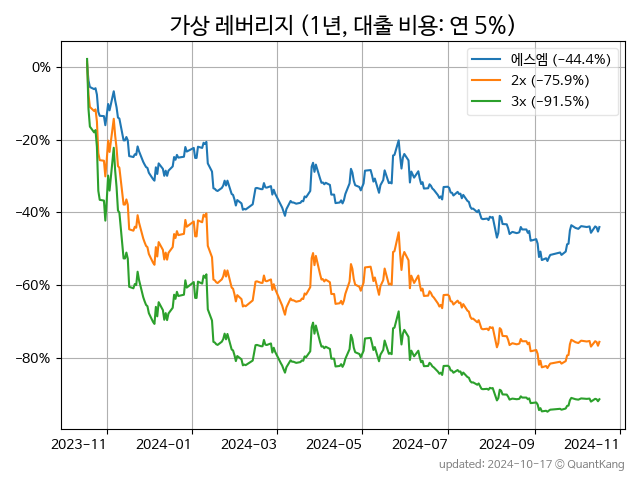 가상 레버리지 (1년, 대출 비용: 연 5%)
에스엠 (−44.4%)
2x (−75.9%)
3x (−91.5%)
0%
−20%
−40%
−60%
−80%
2023-11 2024-01 2024-03 2024-05 2024-07 2024-09 2024-11
updated: 2024-10-17 © QuantKang